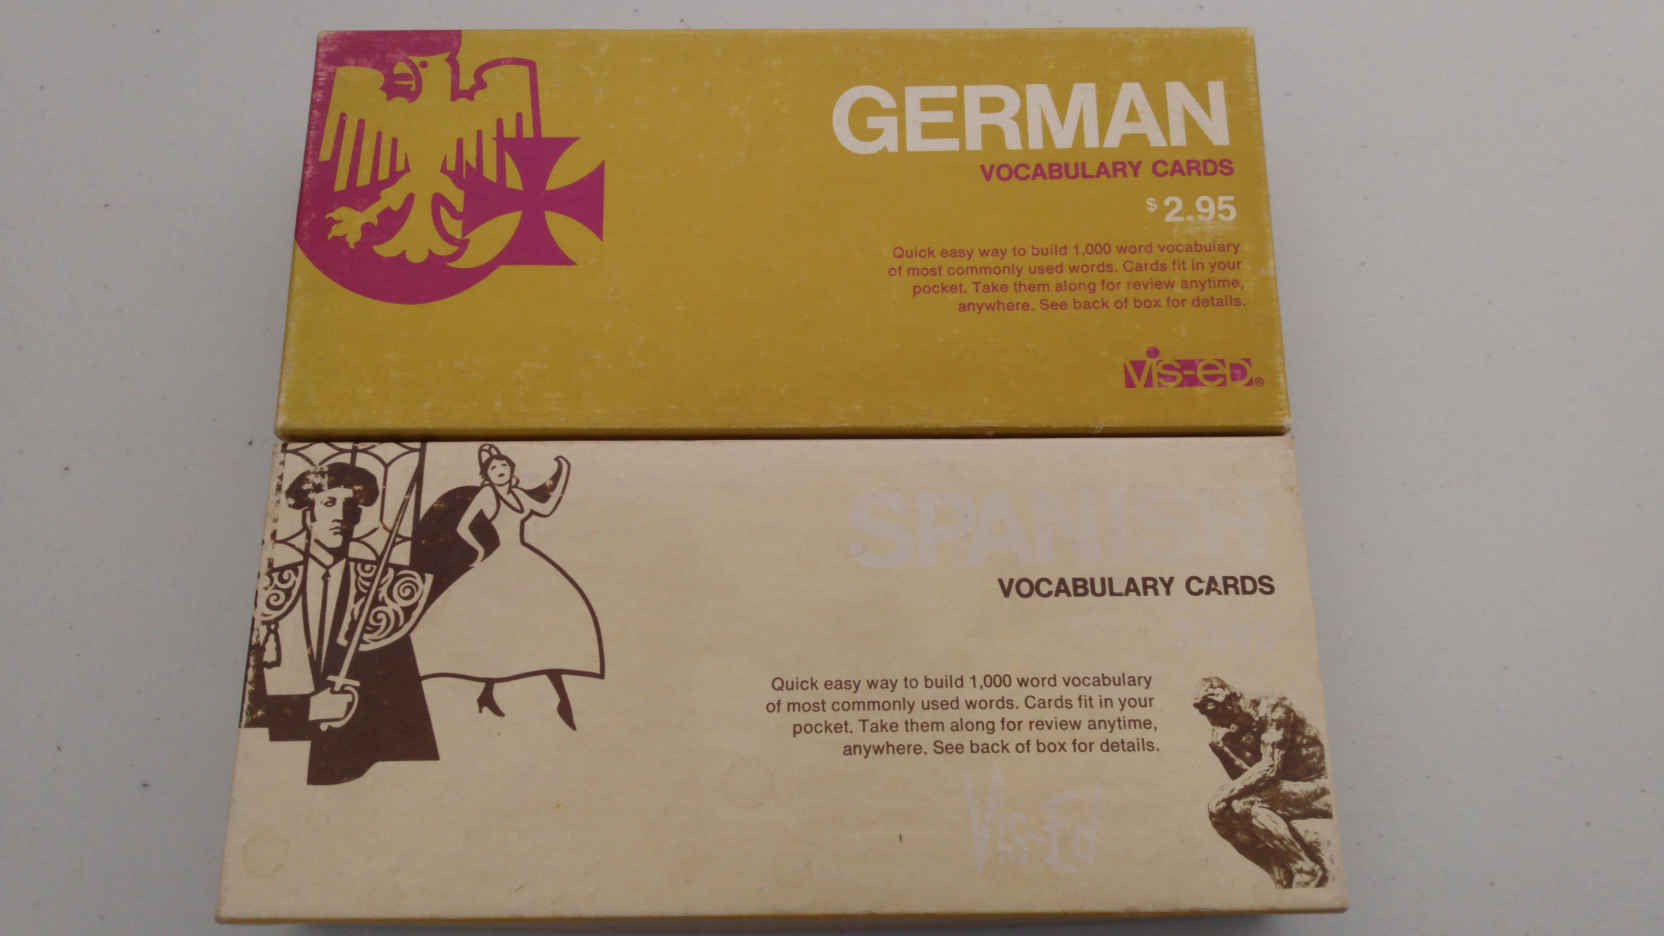 GERMAN
VOCABULARY CARDS
$2.95
Quick easy way to build 1,000 word vocabulary
of most commonly used words. Cards fit in your
pocket. Take them along for review anytime,
anywhere. See back of box for details.
vis-ed®
SPANISH
VOCABULARY CARDS
Quick easy way to build 1,000 word vocabulary
of most commonly used words. Cards fit in your
pocket. Take them along for review anytime,
anywhere. See back of box for details.
Vis-Ed